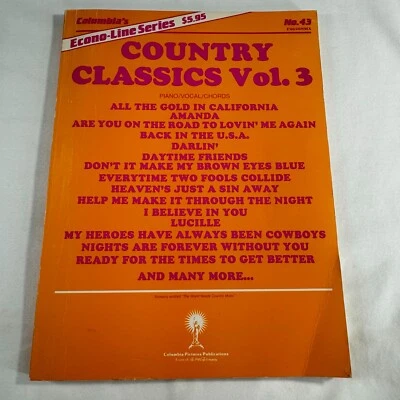 Columbia's
Econo-Line Series $5.95
No. 43
COUNTRY
CLASSICS Vol. 3
PIANO/VOCAL/CHORDS
ALL THE GOLD IN CALIFORNIA
AMANDA
ARE YOU ON THE ROAD TO LOVIN' ME AGAIN
BACK IN THE U.S.A.
DARLIN'
DAYTIME FRIENDS
DON'T IT MAKE MY BROWN EYES BLUE
EVERYTIME TWO FOOLS COLLIDE
HEAVEN'S JUST A SIN AWAY
HELP ME MAKE IT THROUGH THE NIGHT
I BELIEVE IN YOU
LUCILLE
MY HEROES HAVE ALWAYS BEEN COWBOYS
NIGHTS ARE FOREVER WITHOUT YOU
READY FOR THE TIMES TO GET BETTER
AND MANY MORE...
Columbia Pictures Publications